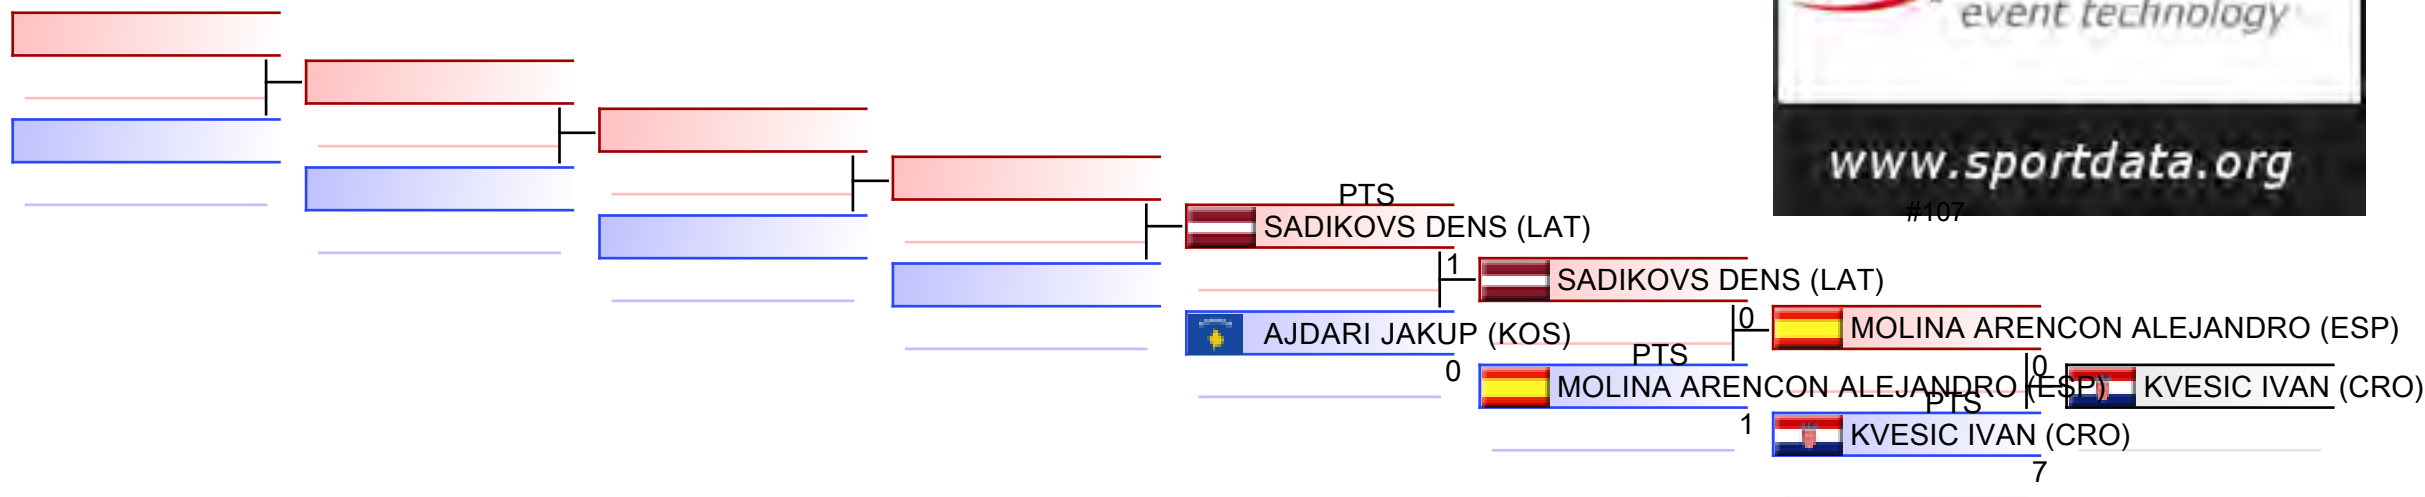 event technology
www.sportdata.org
#107
PTS
SADIKOVS DENS (LAT)
1
SADIKOVS DENS (LAT)
AJDARI JAKUP (KOS)
0
0
MOLINA ARENCON ALEJANDRO (ESP)
PTS
MOLINA ARENCON ALEJANDRO (ESP)
1
0
KVESIC IVAN (CRO)
PTS
KVESIC IVAN (CRO)
7